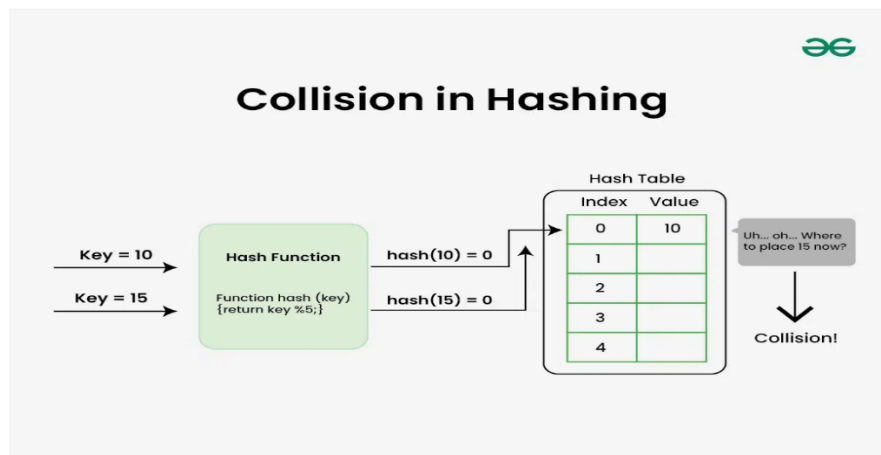 Collision in Hashing
Hash Table
Index Value
Key = 10
Key = 15
Hash Function
Function hash (key)
{return key %5;}
hash(10) = 0
hash(15) = 0
0 10
1
2
3
4
Uh... oh... Where
to place 15 now?
Collision!